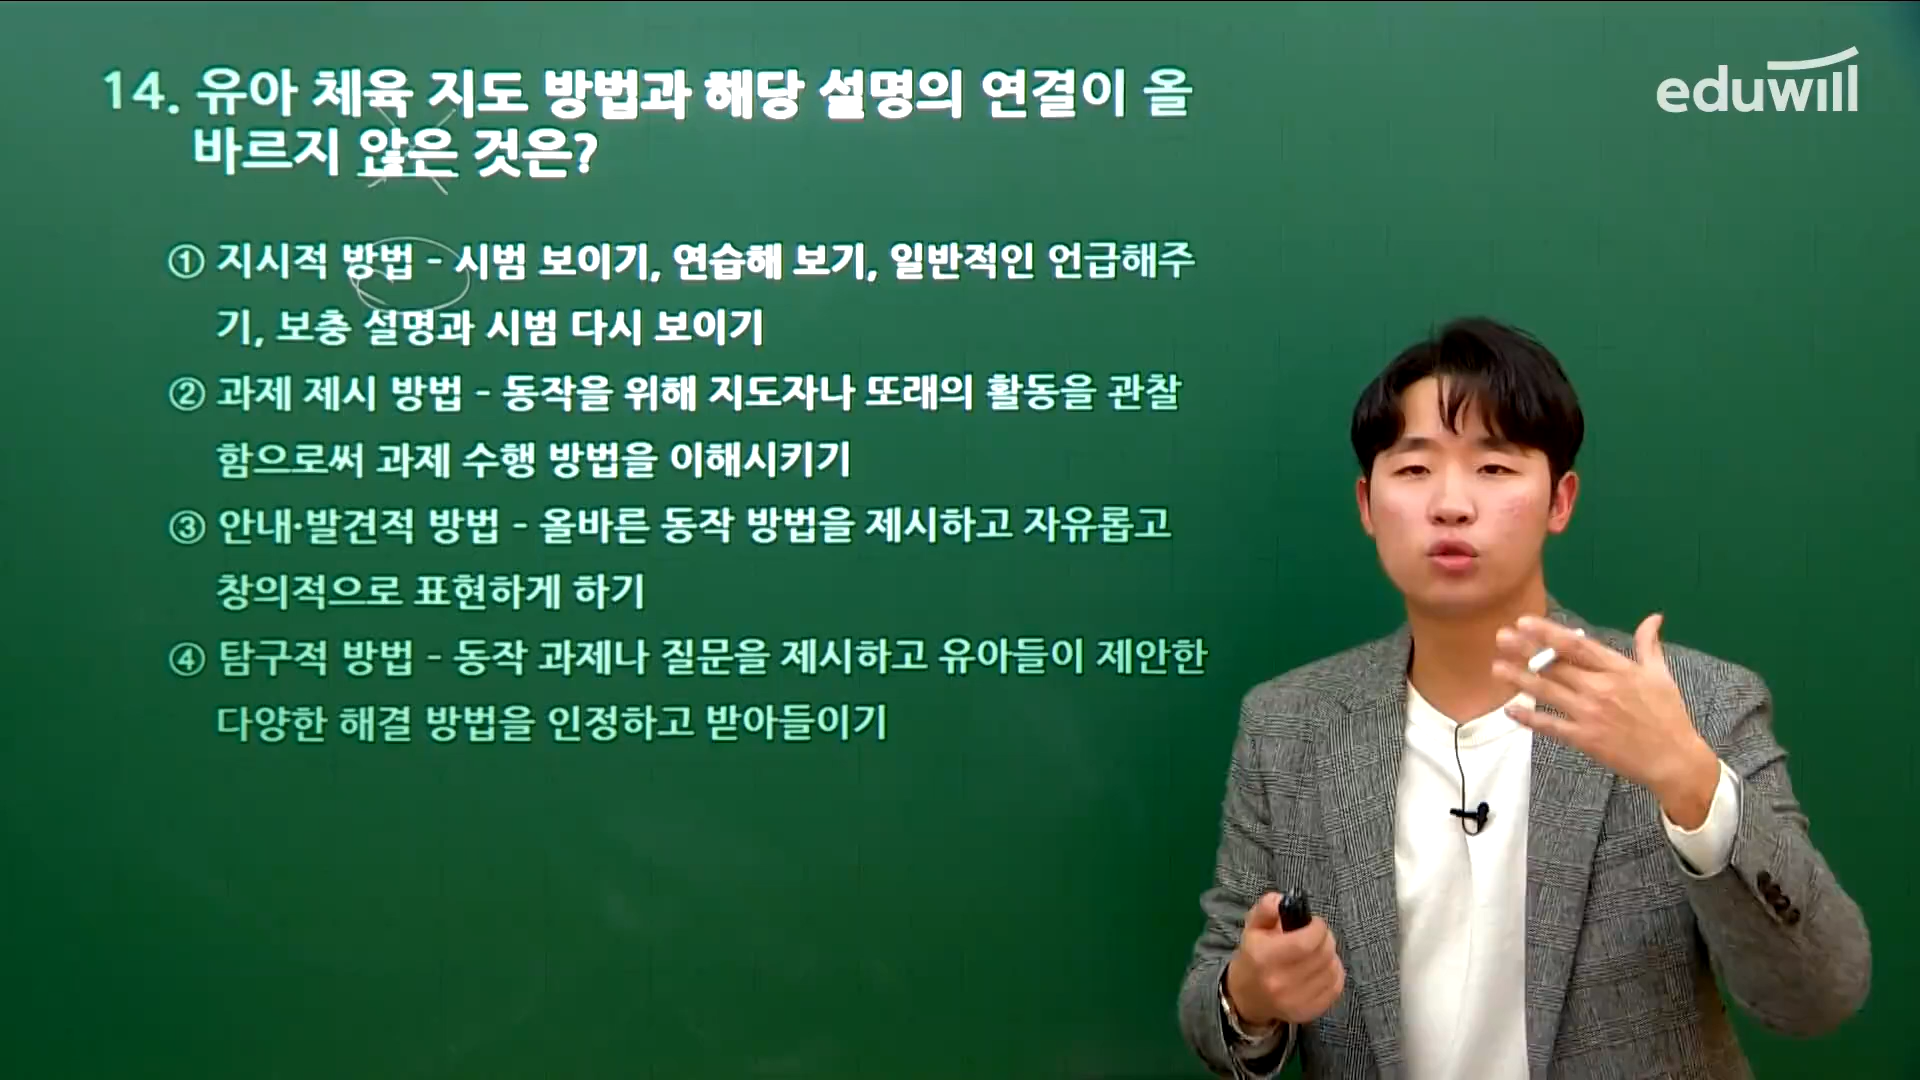 14. 유아 체육 지도 방법과 해당 설명의 연결이 올
바르지 않은 것은?
eduwill
① 지시적 방법 - 시범 보이기, 연습해 보기, 일반적인 언급해주
기, 보충 설명과 시범 다시 보이기
② 과제 제시 방법 - 동작을 위해 지도자나 또래의 활동을 관찰
함으로써 과제 수행 방법을 이해시키기
③ 안내·발견적 방법 - 올바른 동작 방법을 제시하고 자유롭고
창의적으로 표현하게 하기
④ 탐구적 방법 - 동작 과제나 질문을 제시하고 유아들이 제안한
다양한 해결 방법을 인정하고 받아들이기